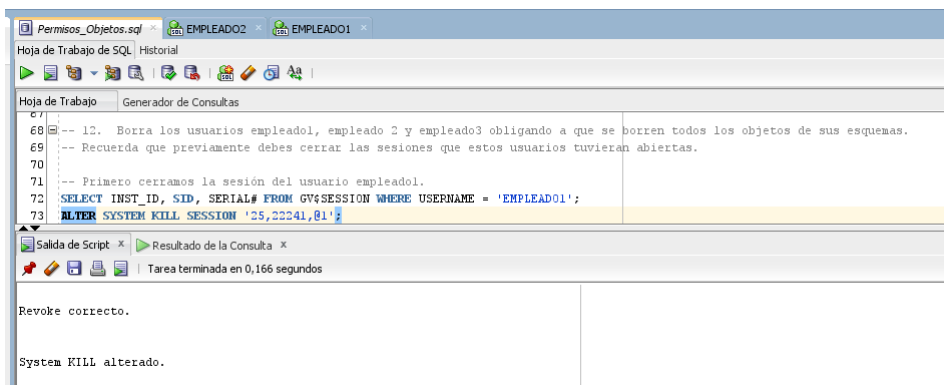 Permisos_Objetos.sql EMPLEADO2 EMPLEADO1
Hoja de Trabajo de SQL Historial
Hoja de Trabajo Generador de Consultas
67
68 -- 12. Borra los usuarios empleado1, empleado 2 y empleado3 obligando a que se borren todos los objetos de sus esquemas.
69 -- Recuerda que previamente debes cerrar las sesiones que estos usuarios tuvieran abiertas.
70
71 -- Primero cerramos la sesión del usuario empleado1.
72 SELECT INST_ID, SID, SERIAL# FROM GV$SESSION WHERE USERNAME = 'EMPLEADO1';
73 ALTER SYSTEM KILL SESSION '25,22241,@1';
Salida de Script x Resultado de la Consulta x
Tarea terminada en 0,166 segundos
Revoke correcto.
System KILL alterado.